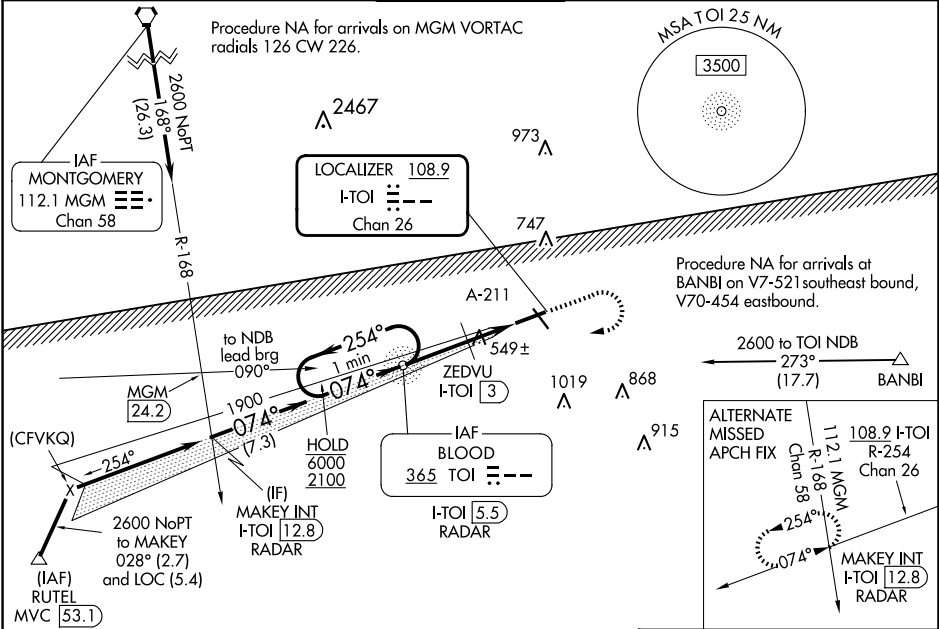 Procedure NA for arrivals on MGM VORTAC
radials 126 CW 226.
MSA TOI 25 NM
3500
2600 NoPT
168°
(26.3)
2467
973
IAF
MONTGOMERY
112.1 MGM
Chan 58
LOCALIZER 108.9
I-TOI
Chan 26
R-168
747
Procedure NA for arrivals at
BANBI on V7-521 southeast bound,
V70-454 eastbound.
A-211
to NDB
lead brg
090°
254°
1 min
074°
549±
ZEDVU
I-TOI 3
2600 to TOI NDB
273°
(17.7)
BANBI
MGM
24.2
1900
074°
(7.3)
1019
868
915
(CFVKQ)
254°
X
HOLD
6000
2100
IAF
BLOOD
365 TOI
I-TOI 5.5
RADAR
(IF)
MAKEY INT
I-TOI 12.8
RADAR
2600 NoPT
to MAKEY
028° (2.7)
and LOC (5.4)
(IAF)
RUTEL
MVC 53.1
ALTERNATE
MISSED
APCH FIX
112.1 MGM
R-168
Chan 58
108.9 I-TOI
R-254
Chan 26
254°
074°
MAKEY INT
I-TOI 12.8
RADAR